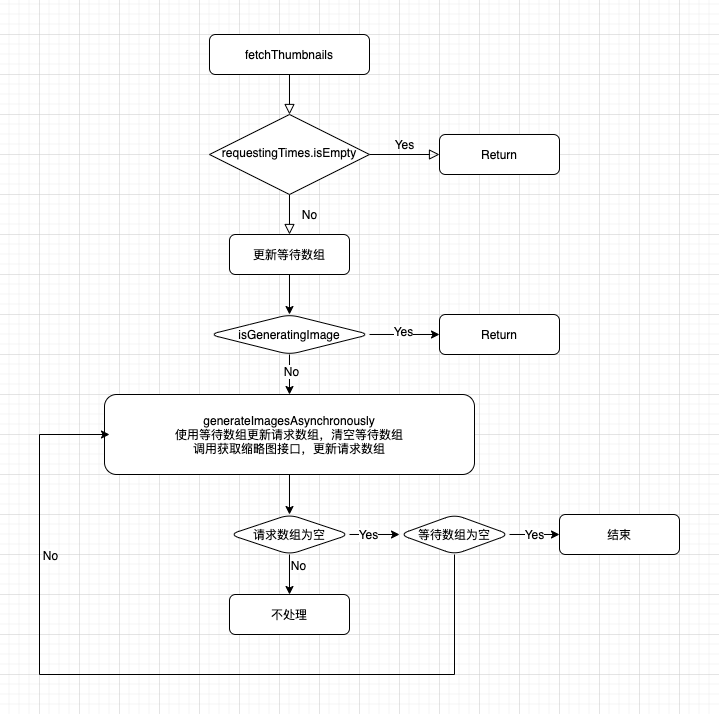 fetchThumbnails
requestingTimes.isEmpty
Yes
Return
No
更新等待数组
isGeneratingImage
Yes
Return
No
generateImagesAsynchronously
使用等待数组更新请求数组，清空等待数组
调用获取缩略图接口，更新请求数组
请求数组为空
Yes
等待数组为空
Yes
结束
No
No
不处理